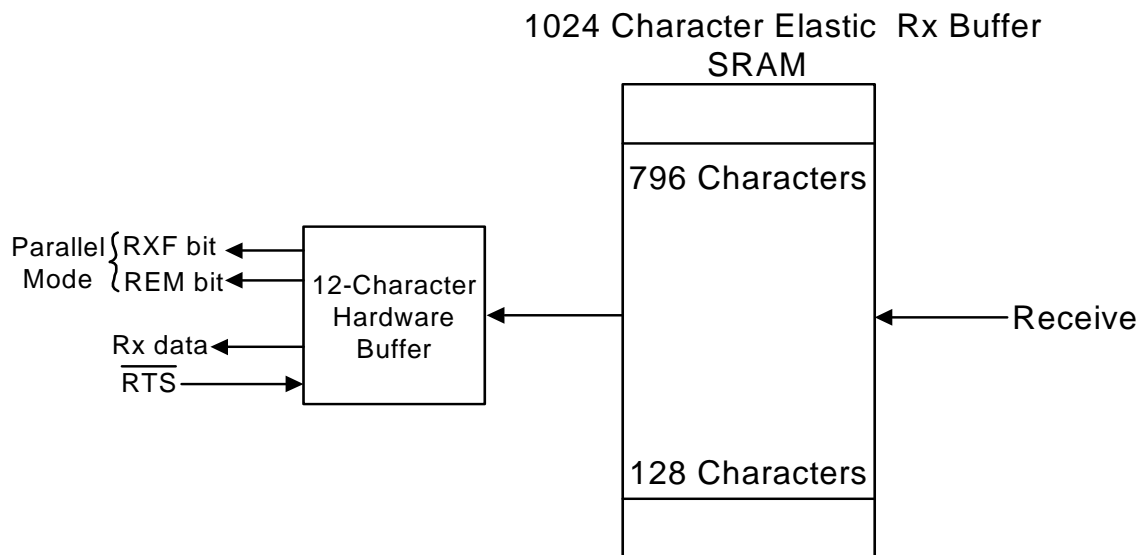 1024 Character Elastic Rx Buffer
SRAM
796 Characters
128 Characters
Receive
12-Character
Hardware
Buffer
Parallel
Mode
RXF bit
REM bit
Rx data
RTS